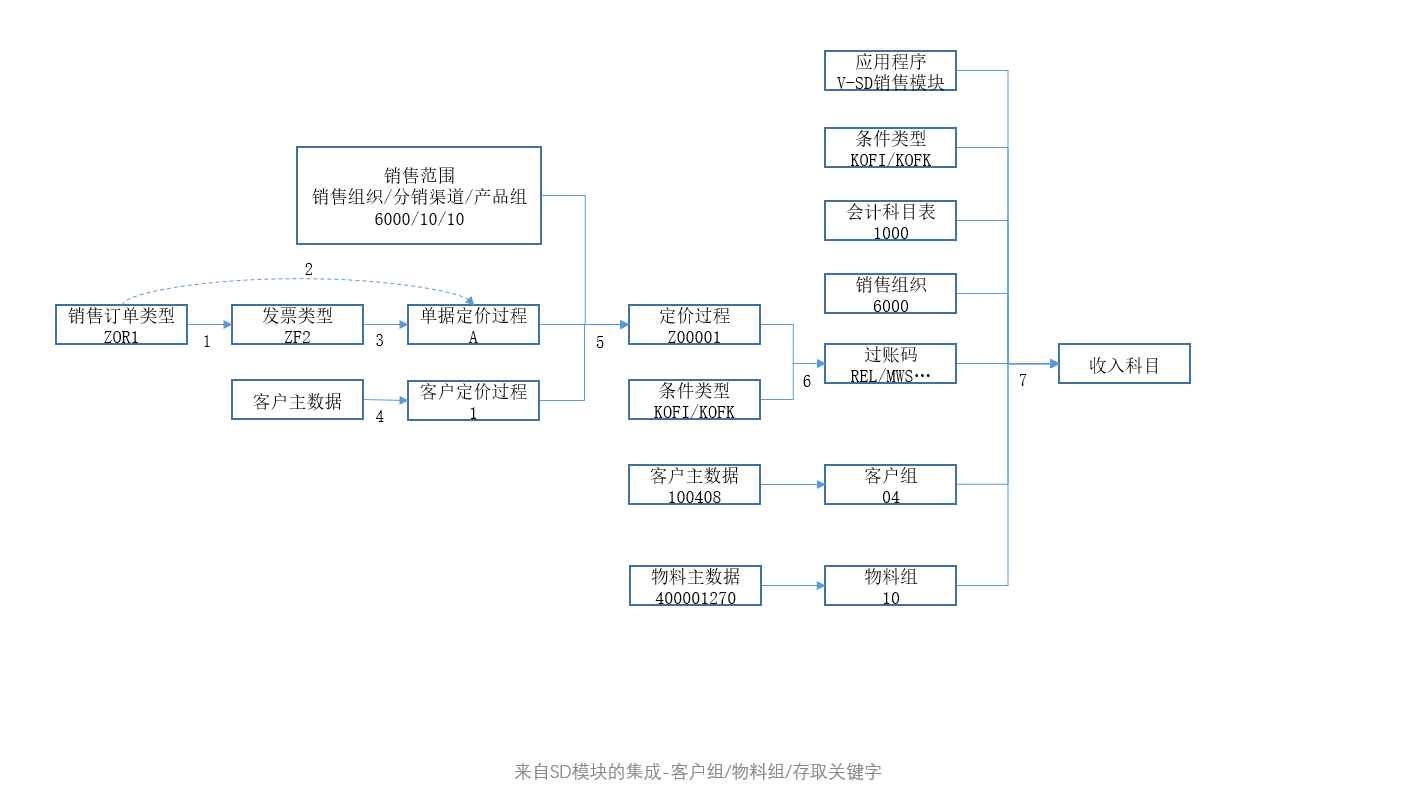 应用程序
V-SD销售模块
条件类型
KOFI/KOFK
销售范围
销售组织/分销渠道/产品组
6000/10/10
会计科目表
1000
销售组织
6000
2
销售订单类型
ZOR1
1
发票类型
ZF2
3
单据定价过程
A
5
定价过程
Z00001
过账码
REL/MWS…
收入科目
7
客户主数据
4
客户定价过程
1
条件类型
KOFI/KOFK
6
客户主数据
100408
客户组
04
物料主数据
400001270
物料组
10
来自SD模块的集成-客户组/物料组/存取关键字